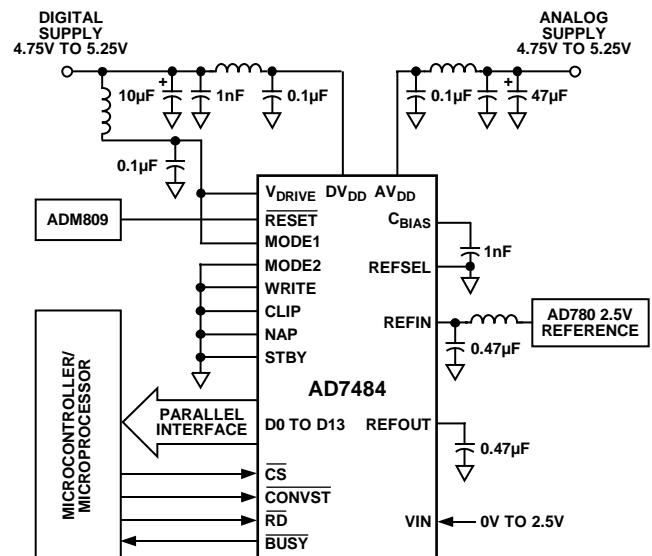 DIGITAL
SUPPLY
4.75V TO 5.25V
ANALOG
SUPPLY
4.75V TO 5.25V
10µF
+
1nF
0.1µF
0.1µF
+
47µF
0.1µF
VDRIVE
DVDD
AVDD
ADM809
RESET
MODE1
MODE2
WRITE
CLIP
NAP
STBY
CBIAS
1nF
REFSEL
REFIN
AD780 2.5V
REFERENCE
0.47µF
AD7484
MICROCONTROLLER/
MICROPROCESSOR
PARALLEL
INTERFACE
D0 TO D13
REFOUT
0.47µF
CS
CONVST
RD
BUSY
VIN
0V TO 2.5V